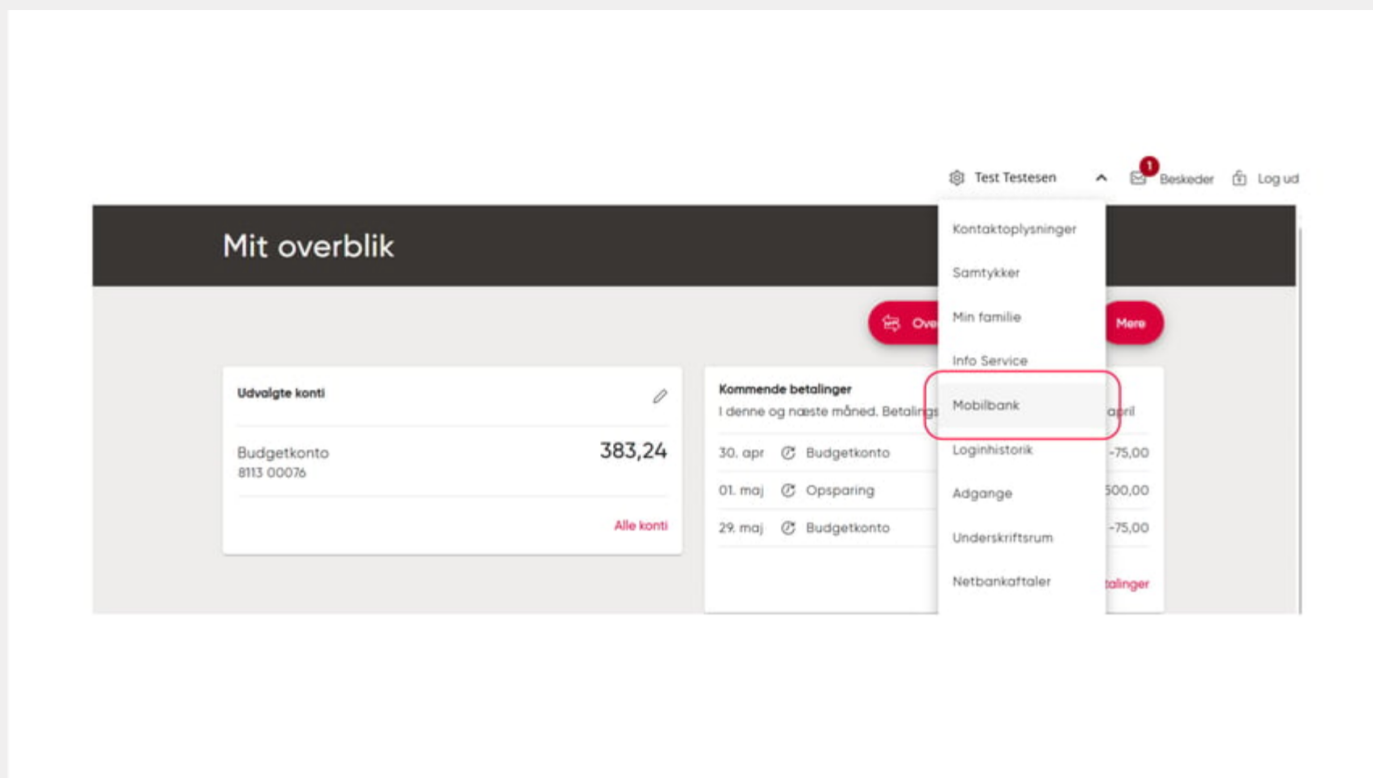 Test Testesen
1
Beskeder
Log ud
Mit overblik
Kontaktoplysninger
Samtykker
Min familie
Info Service
Mobilbank
Loginhistorik
Adgange
Underskriftsrum
Netbankaftaler
Mere
Udvalgte konti
Budgetkonto 383,24
8113 00076
Alle konti
Kommende betalinger
I denne og næste måned. april
30. apr Budgetkonto -75,00
01. maj Opsparing 500,00
29. maj Budgetkonto -75,00